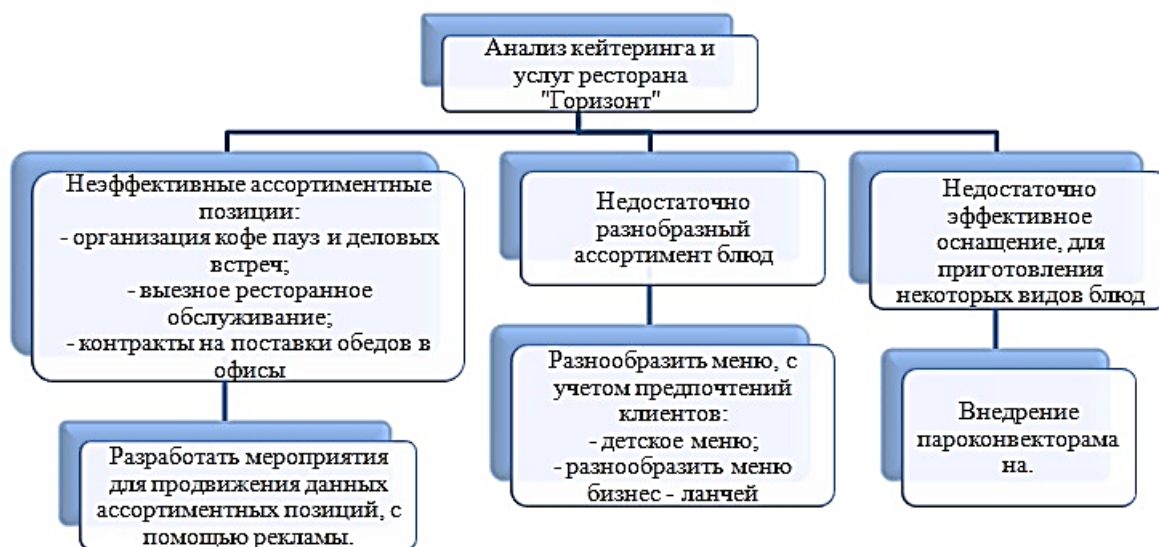 Анализ кейтеринга и
услуг ресторана
"Горизонт"
Неэффективные ассортиментные
позиции:
- организация кофе пауз и деловых
встреч;
- выезное ресторанное
обслуживание;
- контракты на поставки обедов в
офисы
Разработать мероприятия
для продвижения данных
ассортиментных позиций, с
помощью рекламы.
Недостаточно
разнобразный
ассортимент блюд
Разнообразить меню, с
учетом предпочтений
клиентов:
- детское меню;
- разнообразить меню
бизнес - ланчей
Недостаточно
эффективное
оснащение, для
приготовления
некоторых видов блюд
Внедрение
пароконвекторама
на.